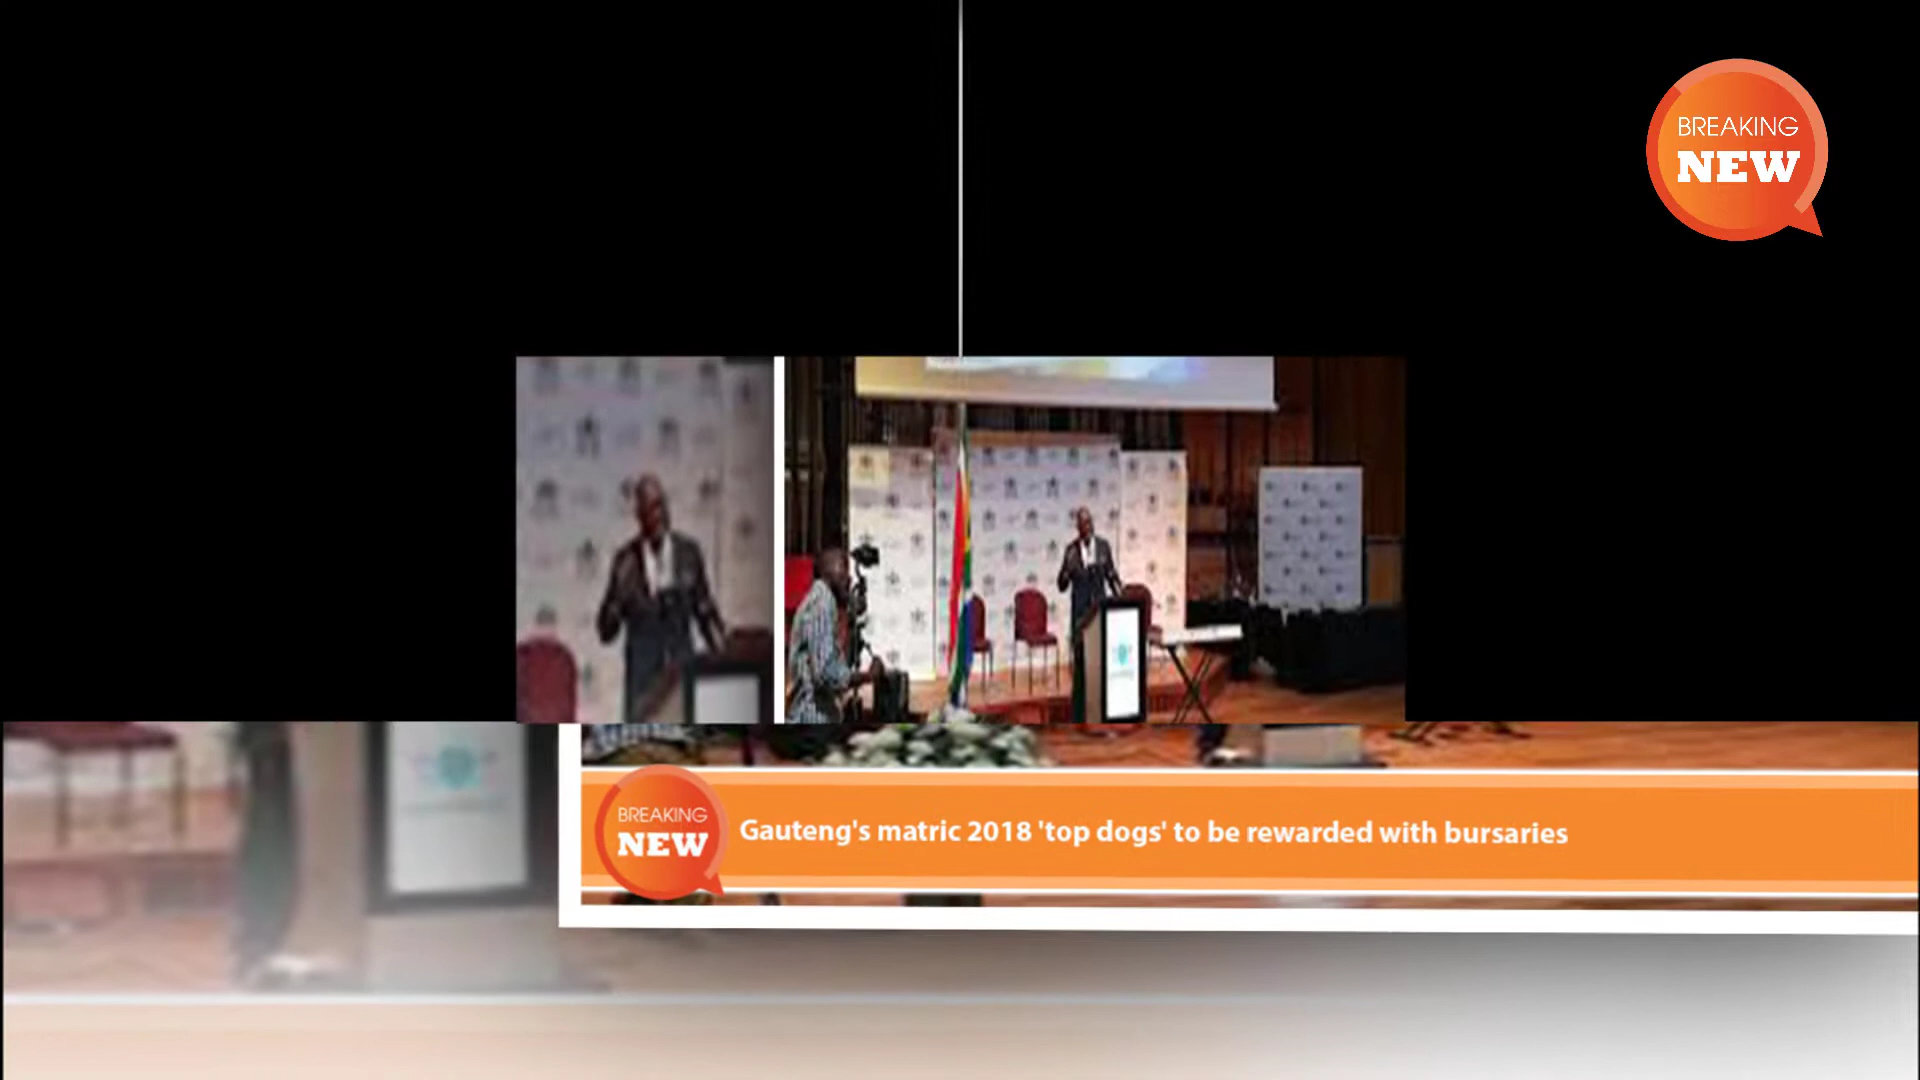 BREAKING
NEW
BREAKING
NEW
Gauteng's matric 2018 'top dogs' to be rewarded with bursaries